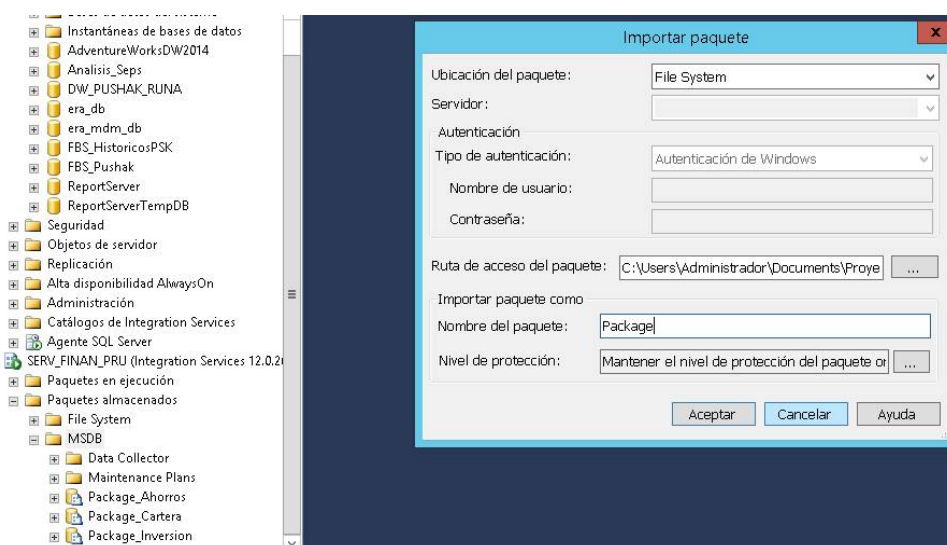 Instantáneas de bases de datos
AdventureWorksDW2014
Analisis_Seps
DW_PUSHAK_RUNA
era_db
era_mdm_db
FBS_HistoricosPSK
FBS_Pushak
ReportServer
ReportServerTempDB
Seguridad
Objetos de servidor
Replicación
Alta disponibilidad AlwaysOn
Administración
Catálogos de Integration Services
Agente SQL Server
SERV_FINAN_PRU (Integration Services 12.0.20
Paquetes en ejecución
Paquetes almacenados
File System
MSDB
Data Collector
Maintenance Plans
Package_Ahorros
Package_Cartera
Package_Inversion
Importar paquete
x
Ubicación del paquete: File System
Servidor:
Autenticación
Tipo de autenticación: Autenticación de Windows
Nombre de usuario:
Contraseña:
Ruta de acceso del paquete: C:\Users\Administrador\Documents\Proye ...
Importar paquete como
Nombre del paquete: Package
Nivel de protección: Mantener el nivel de protección del paquete or ...
Aceptar Cancelar Ayuda